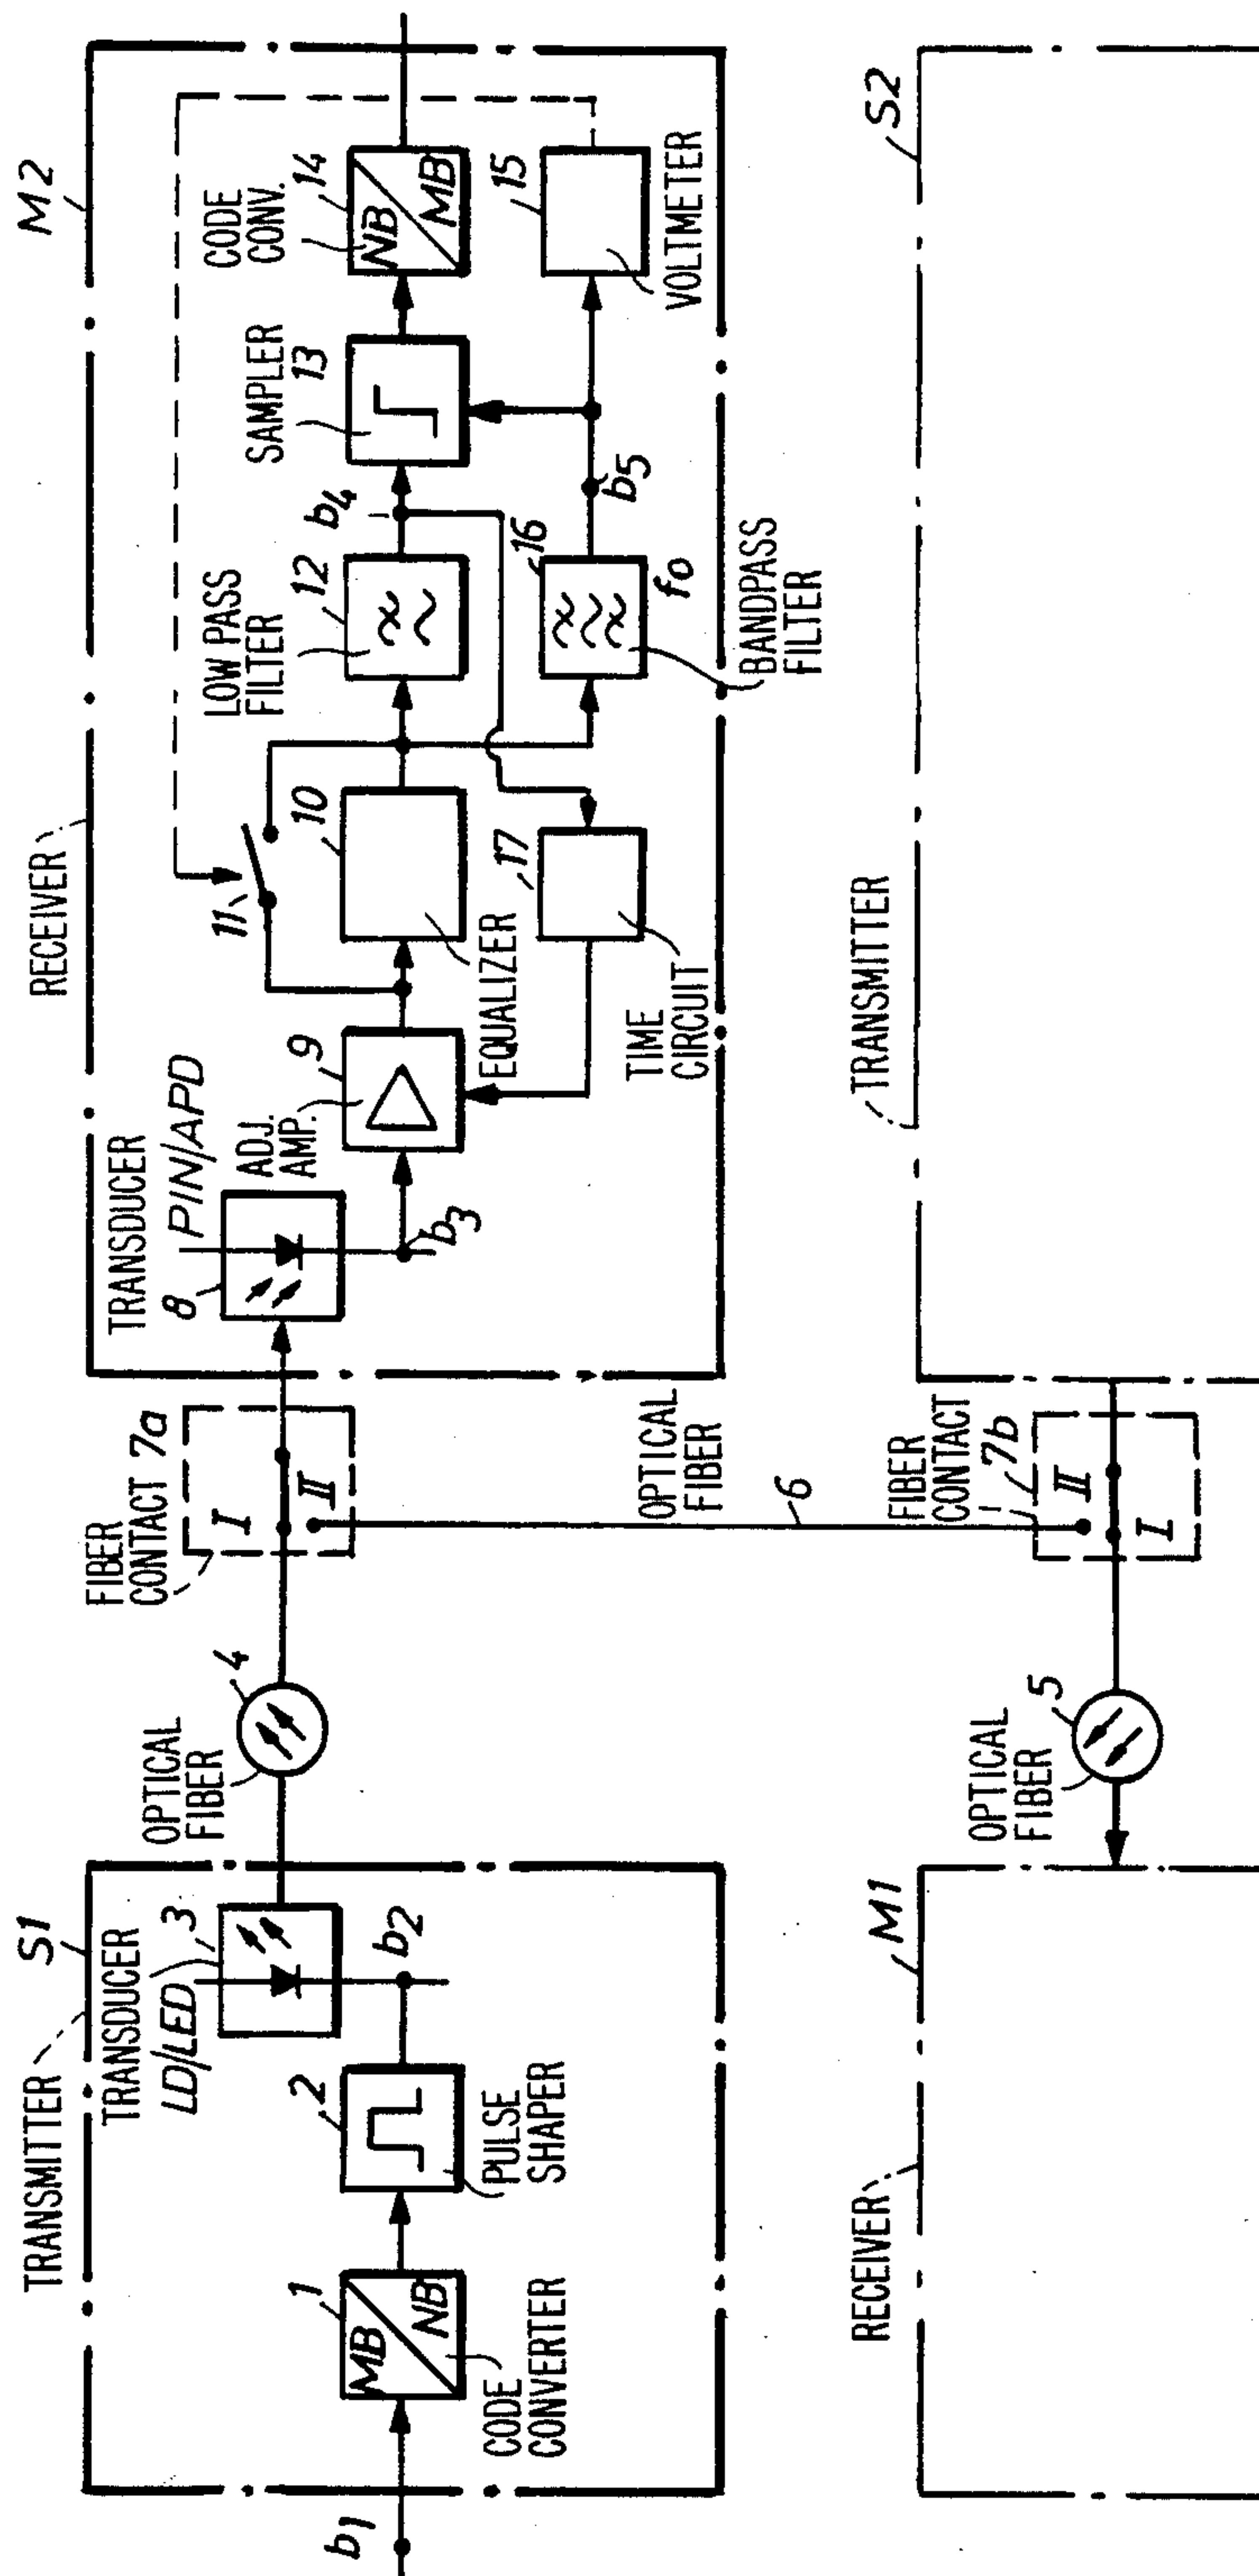 b1
TRANSMITTER
S1
MB
NB
1
CODE
CONVERTER
2
PULSE
SHAPER
TRANSDUCER
LD/LED
3
b2
OPTICAL
FIBER
4
FIBER
CONTACT 7a
I
II
RECEIVER
M2
TRANSDUCER
8
PIN/APD
b3
ADJ.
AMP.
9
EQUALIZER
10
11
LOW PASS
FILTER
12
b4
SAMPLER
13
CODE
CONV.
14
NB
MB
TIME
CIRCUIT
17
16
fo
BANDPASS
FILTER
b5
15
VOLTMETER
OPTICAL
FIBER
6
RECEIVER
M1
OPTICAL
FIBER
5
FIBER
CONTACT
7b
II
I
TRANSMITTER
S2